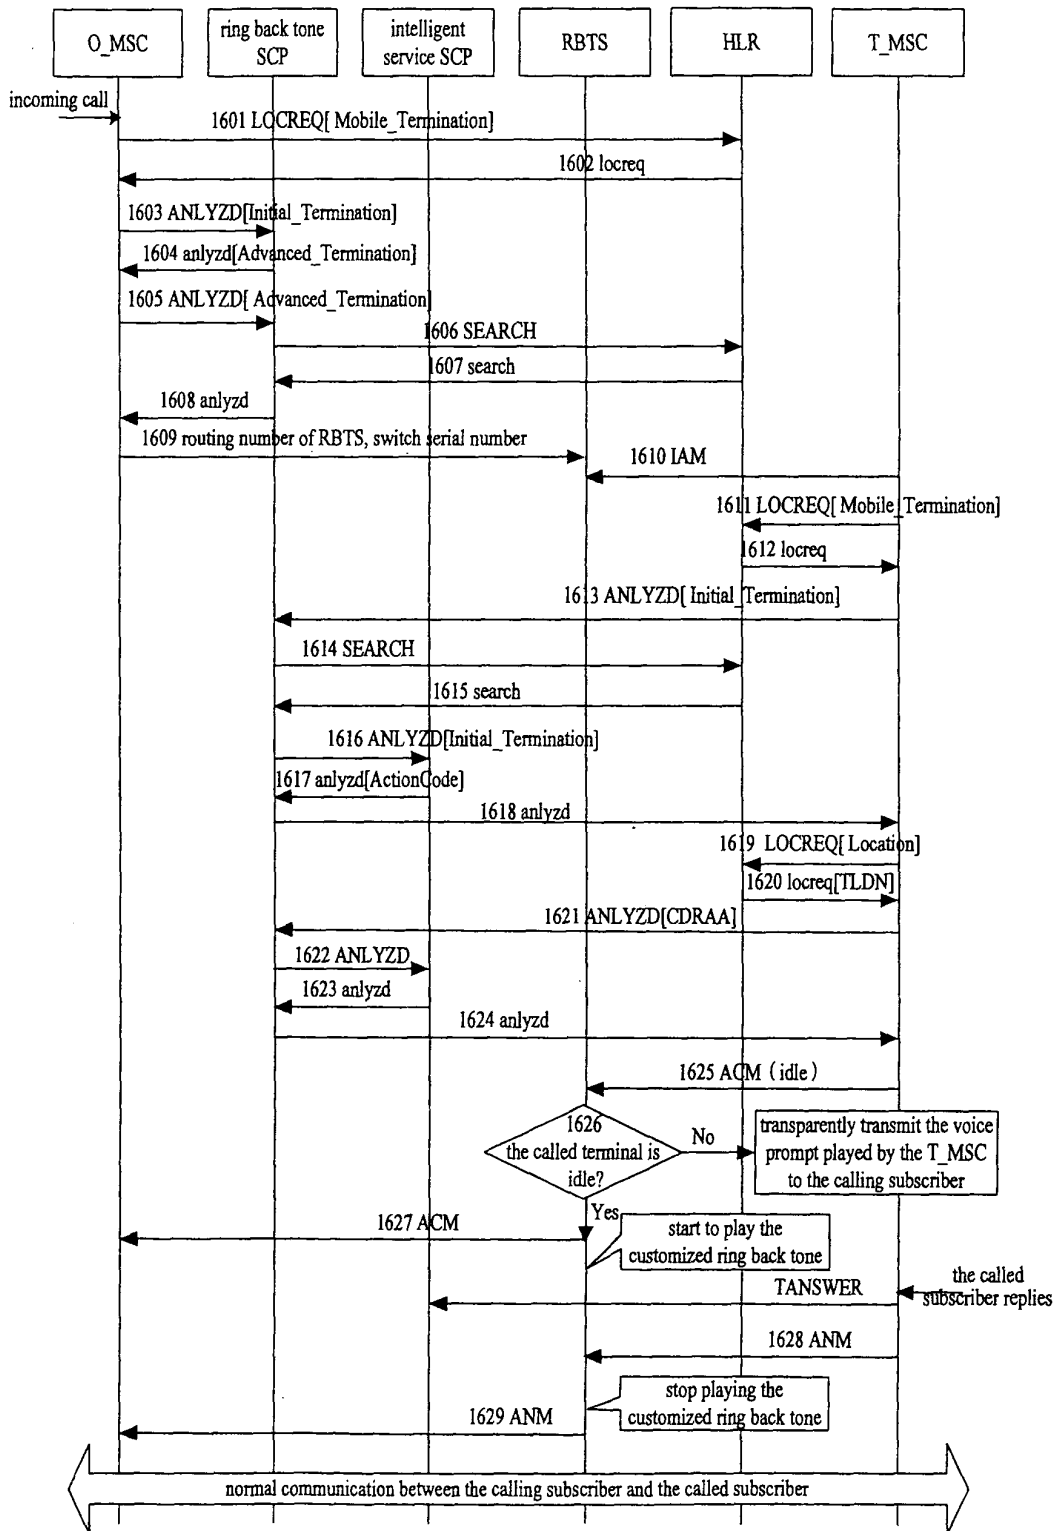 O_MSC
ring back tone
SCP
intelligent
service SCP
RBTS
HLR
T_MSC
incoming call
1601 LOCREQ[ Mobile_Termination]
1602 locreq
1603 ANLYZD[Initial_Termination]
1604 anlyzd[Advanced_Termination]
1605 ANLYZD[ Advanced_Termination]
1606 SEARCH
1607 search
1608 anlyzd
1609 routing number of RBTS, switch serial number
1610 IAM
1611 LOCREQ[ Mobile_Termination]
1612 locreq
1613 ANLYZD[ Initial_Termination]
1614 SEARCH
1615 search
1616 ANLYZD[Initial_Termination]
1617 anlyzd[ActionCode]
1618 anlyzd
1619 LOCREQ[ Location]
1620 locreq[TLDN]
1621 ANLYZD[CDRAA]
1622 ANLYZD
1623 anlyzd
1624 anlyzd
1625 ACM ( idle )
1626
the called terminal is
idle?
No
transparently transmit the voice
prompt played by the T_MSC
to the calling subscriber
Yes
1627 ACM
start to play the
customized ring back tone
the called
subscriber replies
TANSWER
1628 ANM
stop playing the
customized ring back tone
1629 ANM
normal communication between the calling subscriber and the called subscriber